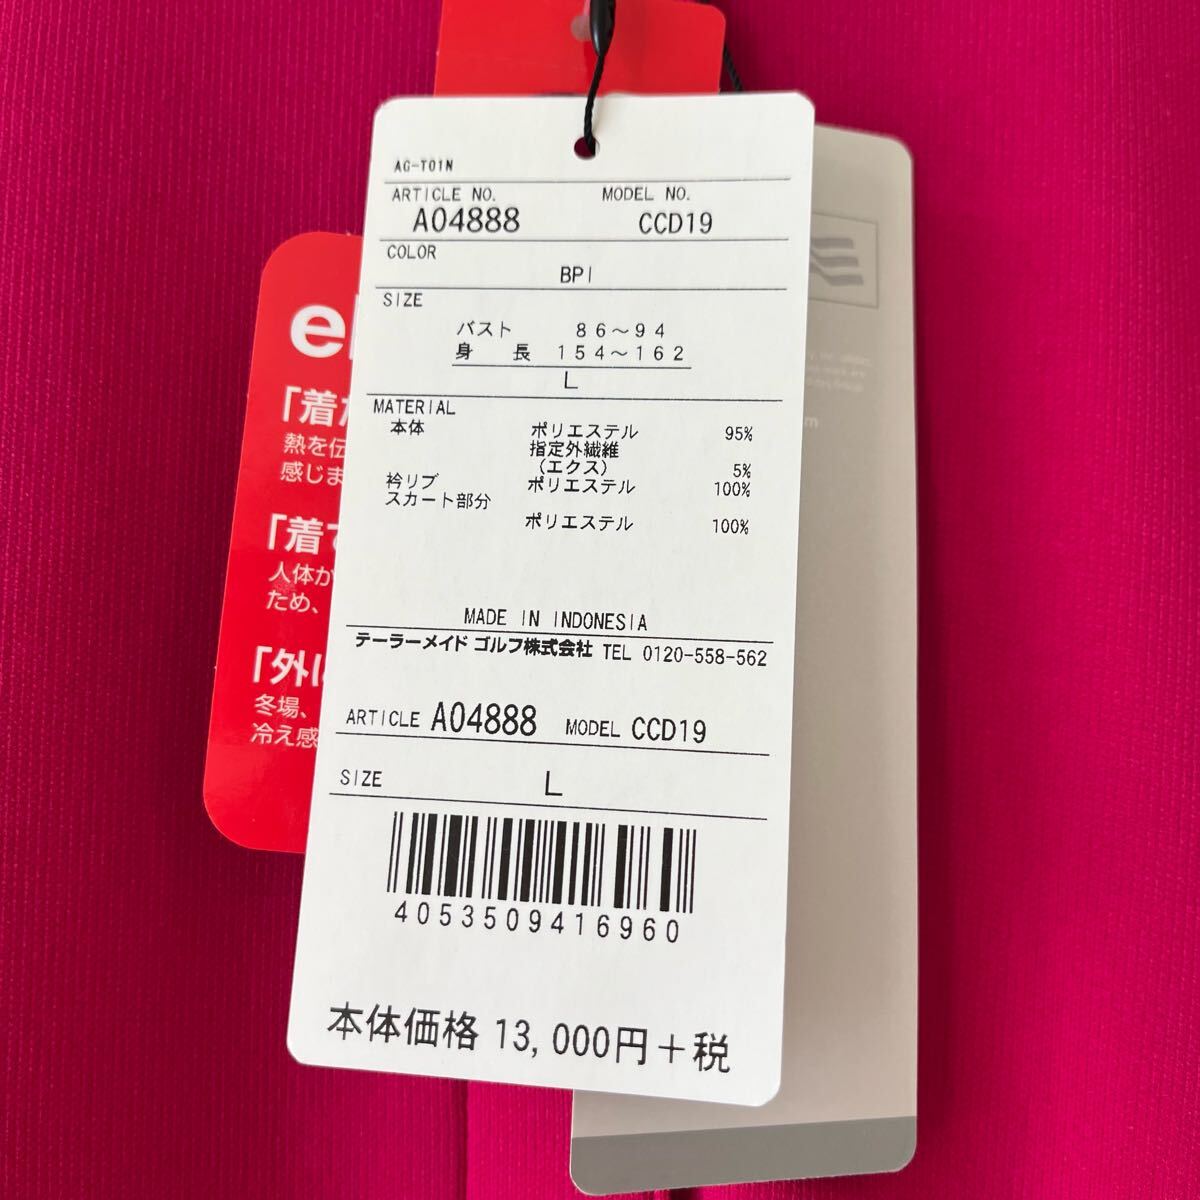 AG-T01N
ARTICLE NO. MODEL NO.
A04888 CCD19
COLOR
BPI
SIZE
バスト 86～94
身 長 154～162
L
MATERIAL
本体 ポリエステル 95%
指定外繊維
(エクス) 5%
衿リブ ポリエステル 100%
スカート部分
ポリエステル 100%
MADE IN INDONESIA
テーラーメイド ゴルフ株式会社 TEL 0120-558-562
ARTICLE A04888 MODEL CCD19
SIZE L
4053509416960
本体価格 13,000円＋税
「着
熱を伝
感じま
「着て
人体か
ため、
「外に
冬場、
冷え感